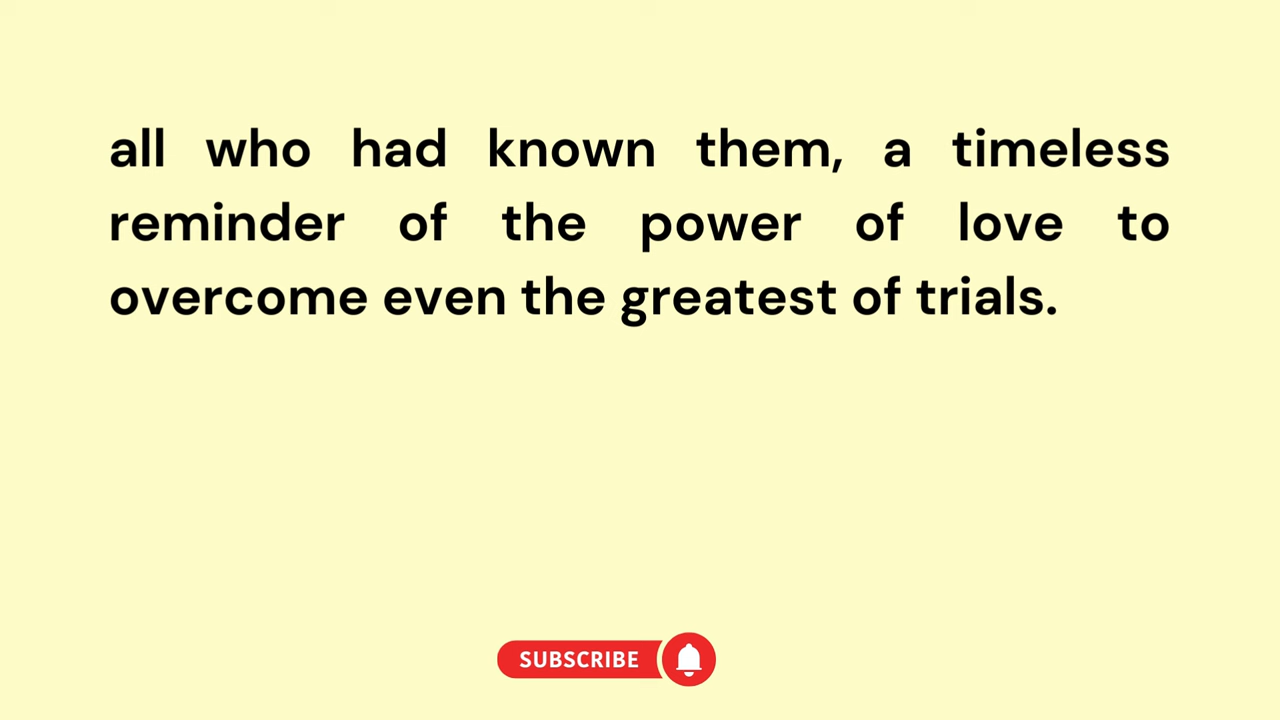 all who had known them, a timeless
reminder of the power of love to
overcome even the greatest of trials.
SUBSCRIBE